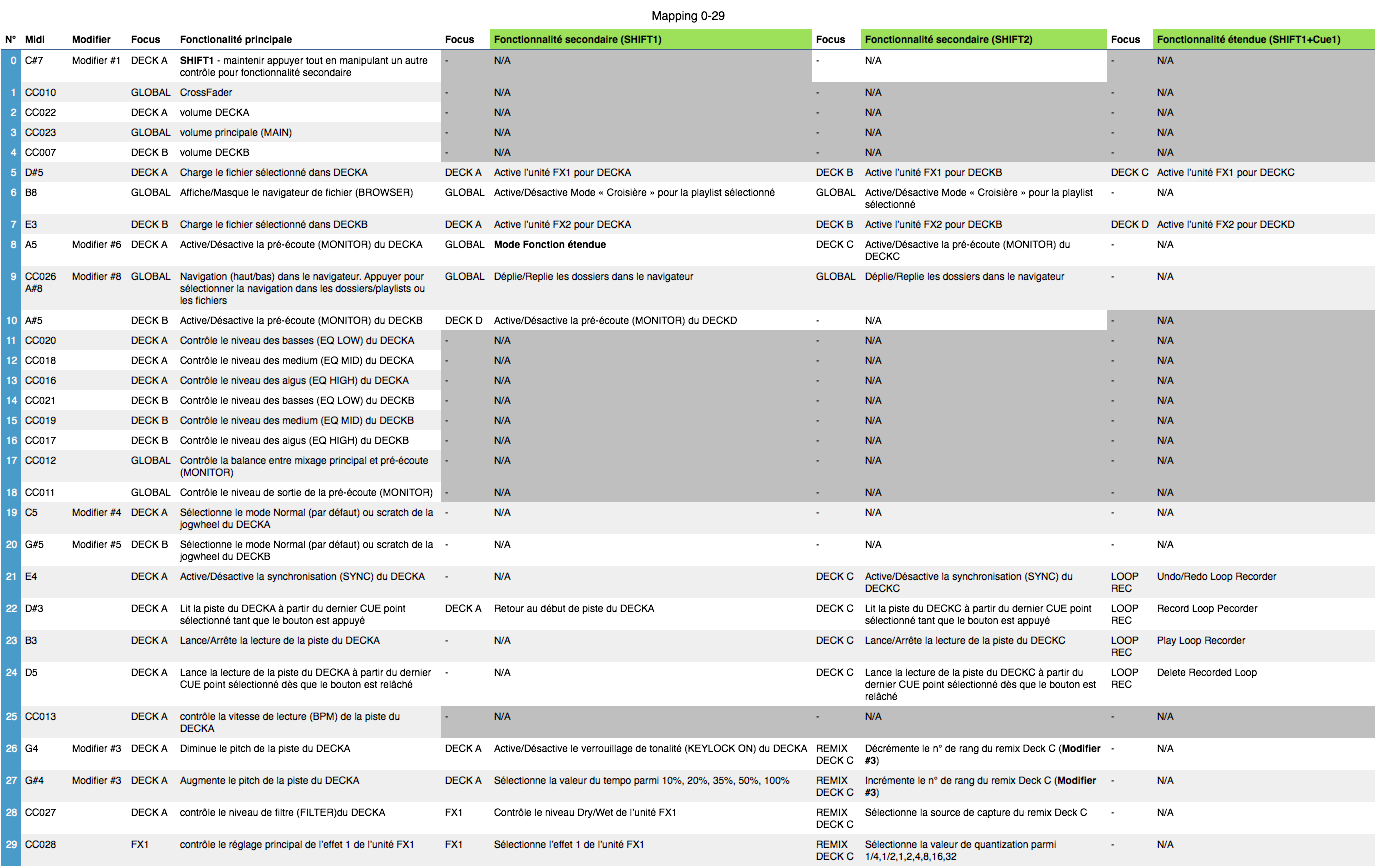 Mapping 0-29
N° Midi Modifier Focus Fonctionnalité principale Focus Fonctionnalité secondaire (SHIFT1) Focus Fonctionnalité secondaire (SHIFT2) Focus Fonctionnalité étendue (SHIFT1+Cue1)
0 C#7 Modifier #1 DECK A SHIFT1 - maintenir appuyer tout en manipulant un autre - N/A - N/A - N/A
contrôle pour fonctionnalité secondaire
1 CC010 GLOBAL CrossFader - N/A - N/A - N/A
2 CC022 DECK A volume DECKA - N/A - N/A - N/A
3 CC023 GLOBAL volume principale (MAIN) - N/A - N/A - N/A
4 CC007 DECK B volume DECKB - N/A - N/A - N/A
5 D#5 DECK A Charge le fichier sélectionné dans DECKA DECK A Active l'unité FX1 pour DECKA DECK B Active l'unité FX1 pour DECKB DECK C Active l'unité FX1 pour DECKC
6 B8 GLOBAL Affiche/Masque le navigateur de fichier (BROWSER) GLOBAL Active/Désactive Mode « Croisière » pour la playlist sélectionné GLOBAL Active/Désactive Mode « Croisière » pour la playlist - N/A
sélectionné
7 E3 DECK B Charge le fichier sélectionné dans DECKB DECK A Active l'unité FX2 pour DECKA DECK B Active l'unité FX2 pour DECKB DECK D Active l'unité FX2 pour DECKD
8 A5 Modifier #6 DECK A Active/Désactive la pré-écoute (MONITOR) du DECKA GLOBAL Mode Fonction étendue DECK C Active/Désactive la pré-écoute (MONITOR) du - N/A
DECKC
9 CC026 Modifier #8 GLOBAL Navigation (haut/bas) dans le navigateur. Appuyer pour GLOBAL Déplie/Replie les dossiers dans le navigateur GLOBAL Déplie/Replie les dossiers dans le navigateur - N/A
A#8 sélectionner la navigation dans les dossiers/playlists ou
les fichiers
10 A#5 DECK B Active/Désactive la pré-écoute (MONITOR) du DECKB DECK D Active/Désactive la pré-écoute (MONITOR) du DECKD - N/A - N/A
11 CC020 DECK A Contrôle le niveau des basses (EQ LOW) du DECKA - N/A - N/A - N/A
12 CC018 DECK A Contrôle le niveau des medium (EQ MID) du DECKA - N/A - N/A - N/A
13 CC016 DECK A Contrôle le niveau des aigus (EQ HIGH) du DECKA - N/A - N/A - N/A
14 CC021 DECK B Contrôle le niveau des basses (EQ LOW) du DECKB - N/A - N/A - N/A
15 CC019 DECK B Contrôle le niveau des medium (EQ MID) du DECKB - N/A - N/A - N/A
16 CC017 DECK B Contrôle le niveau des aigus (EQ HIGH) du DECKB - N/A - N/A - N/A
17 CC012 GLOBAL Contrôle la balance entre mixage principal et pré-écoute - N/A - N/A - N/A
(MONITOR)
18 CC011 GLOBAL Contrôle le niveau de sortie de la pré-écoute (MONITOR) - N/A - N/A - N/A
19 C5 Modifier #4 DECK A Sélectionne le mode Normal (par défaut) ou scratch de la - N/A - N/A - N/A
jogwheel du DECKA
20 G#5 Modifier #5 DECK B Sélectionne le mode Normal (par défaut) ou scratch de la - N/A - N/A - N/A
jogwheel du DECKB
21 E4 DECK A Active/Désactive la synchronisation (SYNC) du DECKA - N/A DECK C Active/Désactive la synchronisation (SYNC) du LOOP Undo/Redo Loop Recorder
DECKC REC
22 D#3 DECK A Lit la piste du DECKA à partir du dernier CUE point DECK A Retour au début de piste du DECKA DECK C Lit la piste du DECKC à partir du dernier CUE point LOOP Record Loop Pecorder
sélectionné tant que le bouton est appuyé sélectionné tant que le bouton est appuyé REC
23 B3 DECK A Lance/Arrête la lecture de la piste du DECKA - N/A DECK C Lance/Arrête la lecture de la piste du DECKC LOOP Play Loop Recorder
REC
24 D5 DECK A Lance la lecture de la piste du DECKA à partir du dernier - N/A DECK C Lance la lecture de la piste du DECKC à partir du LOOP Delete Recorded Loop
CUE point sélectionné dès que le bouton est relâché dernier CUE point sélectionné dès que le bouton est REC
relâché
25 CC013 DECK A contrôle la vitesse de lecture (BPM) de la piste du - N/A - N/A - N/A
DECKA
26 G4 Modifier #3 DECK A Diminue le pitch de la piste du DECKA DECK A Active/Désactive le verrouillage de tonalité (KEYLOCK ON) du DECKA REMIX Décrémente le n° de rang du remix Deck C (Modifier - N/A
DECK C #3)
27 G#4 Modifier #3 DECK A Augmente le pitch de la piste du DECKA DECK A Sélectionne la valeur du tempo parmi 10%, 20%, 35%, 50%, 100% REMIX Incrémente le n° de rang du remix Deck C (Modifier - N/A
DECK C #3)
28 CC027 DECK A contrôle le niveau de filtre (FILTER)du DECKA FX1 Contrôle le niveau Dry/Wet de l'unité FX1 REMIX Sélectionne la source de capture du remix Deck C - N/A
DECK C
29 CC028 FX1 contrôle le réglage principal de l'effet 1 de l'unité FX1 FX1 Sélectionne l'effet 1 de l'unité FX1 REMIX Sélectionne la valeur de quantization parmi - N/A
DECK C 1/4,1/2,1,2,4,8,16,32